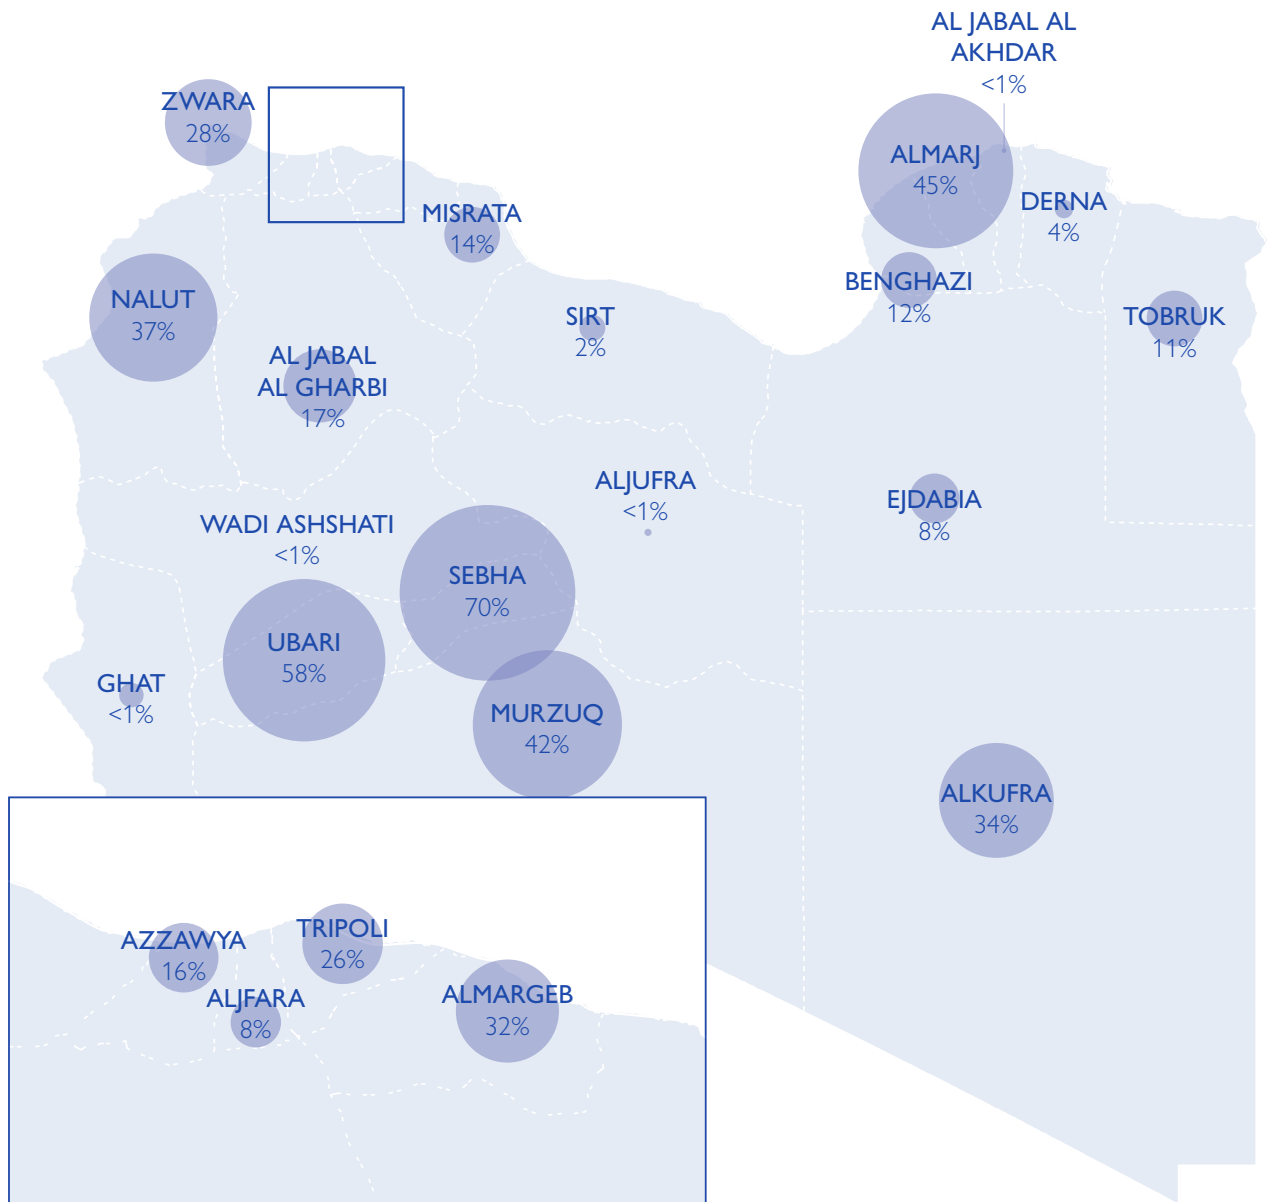 AL JABAL AL
AKHDAR
<1%
ZWARA
28%
ALMARJ
45%
MISRATA
14%
DERNA
4%
BENGHAZI
12%
NALUT
37%
SIRT
2%
TOBRUK
11%
AL JABAL
AL GHARBI
17%
ALJUFRA
<1%
EJDABIA
8%
WADI ASHSHATI
<1%
SEBHA
70%
UBARI
58%
GHAT
<1%
MURZUQ
42%
ALKUFRA
34%
AZZAWYA
16%
TRIPOLI
26%
ALJFARA
8%
ALMARGEB
32%